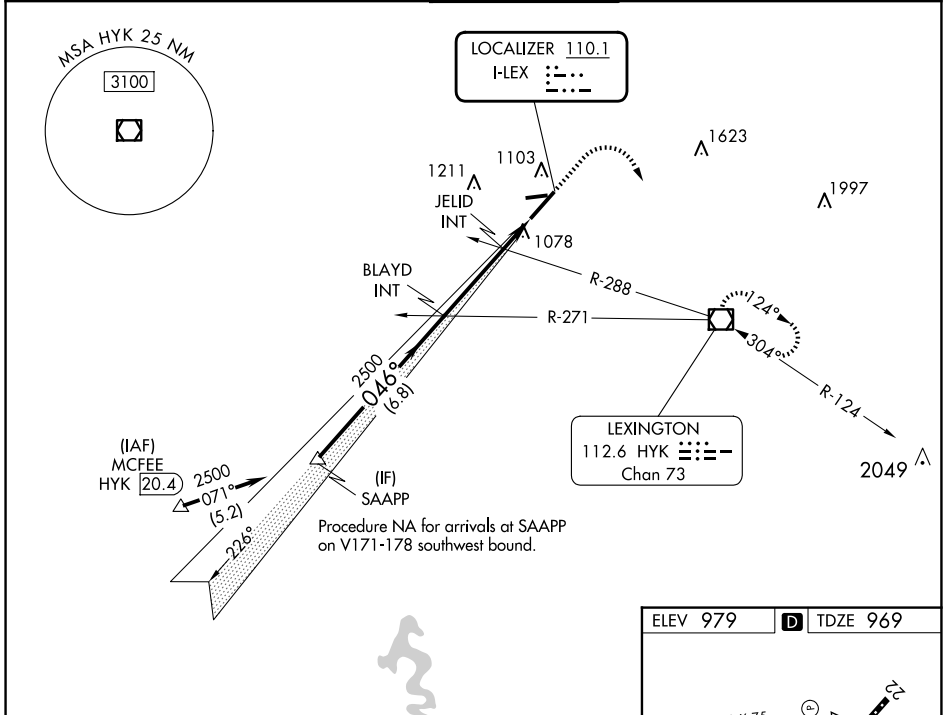 MSA HYK 25 NM
3100
LOCALIZER 110.1
I-LEX
1623
1103
1211
1997
JELID
INT
1078
BLAYD
INT
R-288
R-271
124°
304°
R-124
2500
046°
(6.8)
LEXINGTON
112.6 HYK
Chan 73
2049
(IAF)
MCFEE
HYK 20.4
2500
071°
(5.2)
(IF)
SAAPP
Procedure NA for arrivals at SAAPP
on V171-178 southwest bound.
226°
ELEV 979 D TDZE 969
22
P